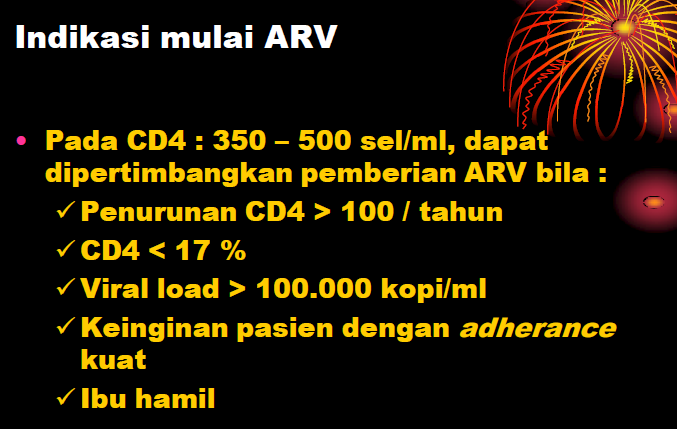 Indikasi mulai ARV
• Pada CD4 : 350 – 500 sel/ml, dapat
dipertimbangkan pemberian ARV bila :
✓ Penurunan CD4 > 100 / tahun
✓ CD4 < 17 %
✓ Viral load > 100.000 kopi/ml
✓ Keinginan pasien dengan adherance
kuat
✓ Ibu hamil